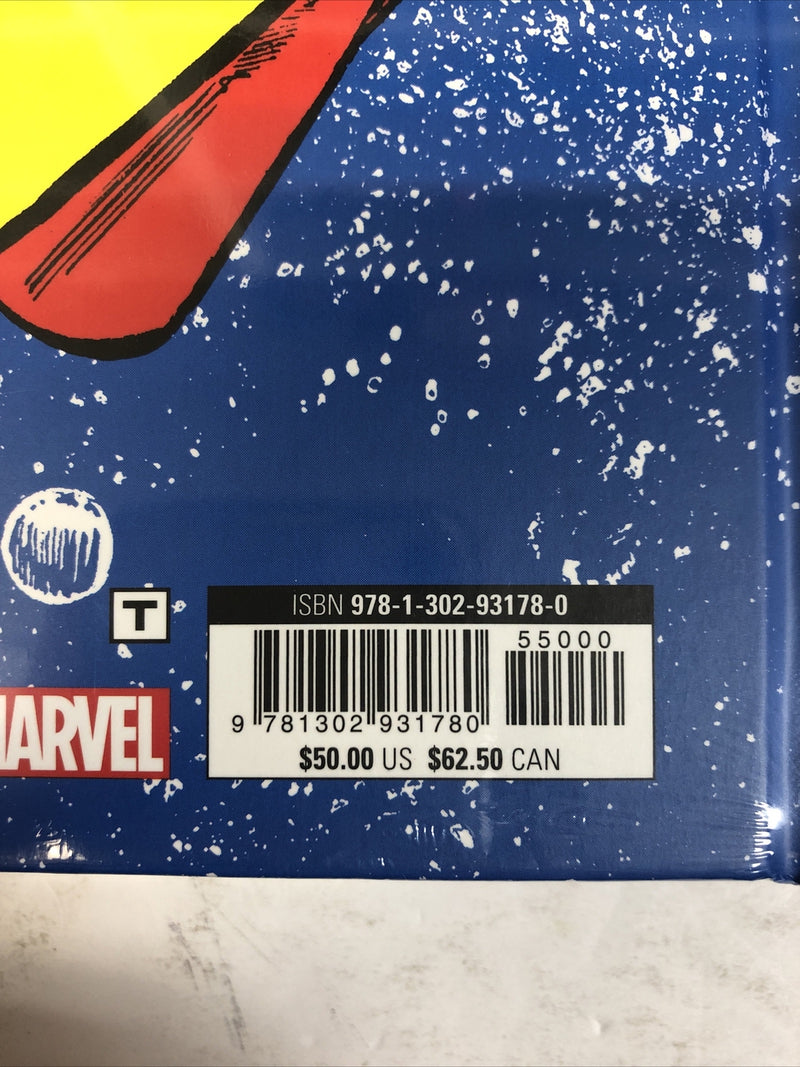 T
MARVEL
ISBN 978-1-302-93178-0
55000
9 781302 931780
$50.00 US $62.50 CAN